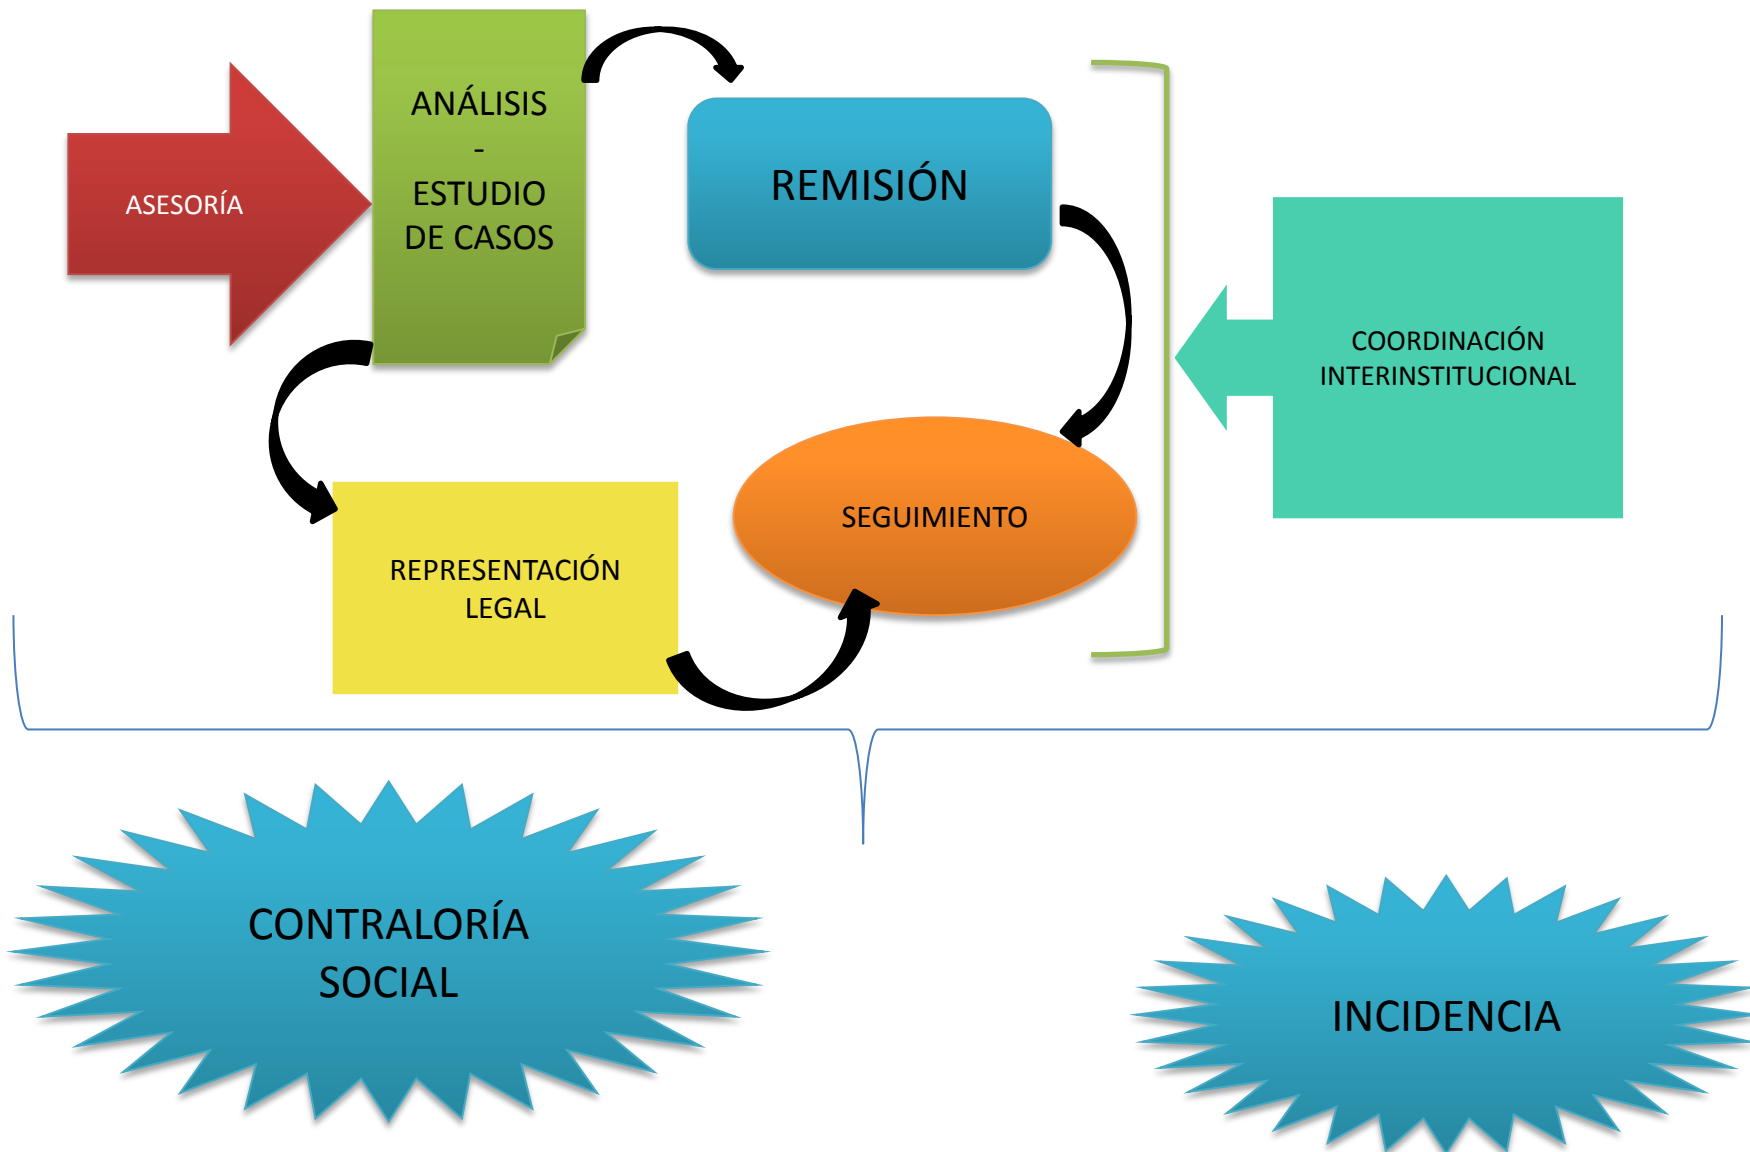 ASESORÍA
ANÁLISIS
-
ESTUDIO
DE CASOS
REMISIÓN
COORDINACIÓN
INTERINSTITUCIONAL
SEGUIMIENTO
REPRESENTACIÓN
LEGAL
CONTRALORÍA
SOCIAL
INCIDENCIA